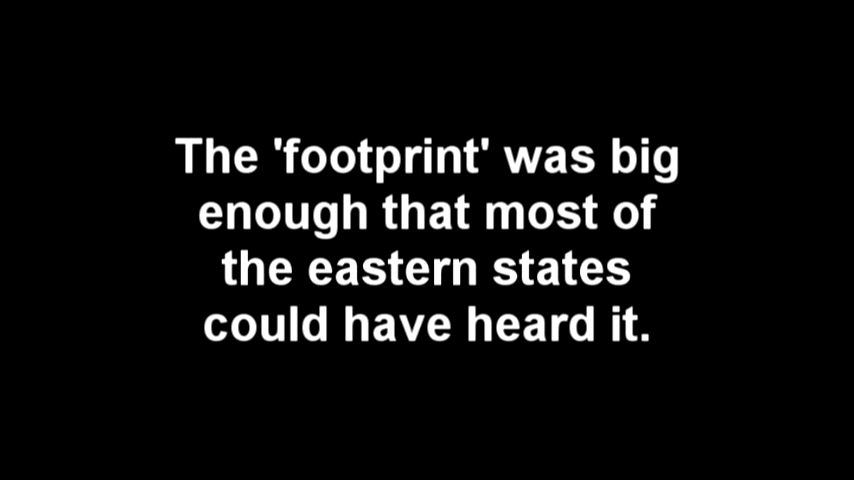 The 'footprint' was big
enough that most of
the eastern states
could have heard it.